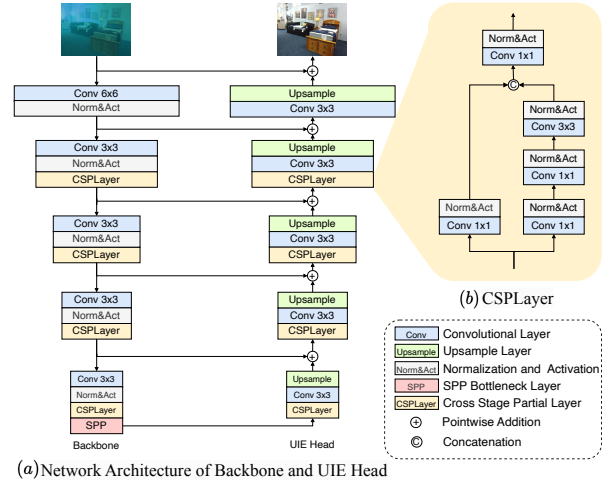 Conv 6x6
Norm&Act
Conv 3x3
Norm&Act
CSPLayer
Conv 3x3
Norm&Act
CSPLayer
Conv 3x3
Norm&Act
CSPLayer
Conv 3x3
Norm&Act
CSPLayer
SPP
Backbone
Upsample
Conv 3x3
Upsample
Conv 3x3
CSPLayer
Upsample
Conv 3x3
CSPLayer
Upsample
Conv 3x3
CSPLayer
Upsample
Conv 3x3
CSPLayer
UIE Head
(a) Network Architecture of Backbone and UIE Head
Norm&Act
Conv 1x1
C
Norm&Act
Conv 3x3
Norm&Act
Conv 1x1
Norm&Act
Conv 1x1
Norm&Act
Conv 1x1
(b) CSPLayer
Conv Convolutional Layer
Upsample Upsample Layer
Norm&Act Normalization and Activation
SPP SPP Bottleneck Layer
CSPLayer Cross Stage Partial Layer
+ Pointwise Addition
© Concatenation